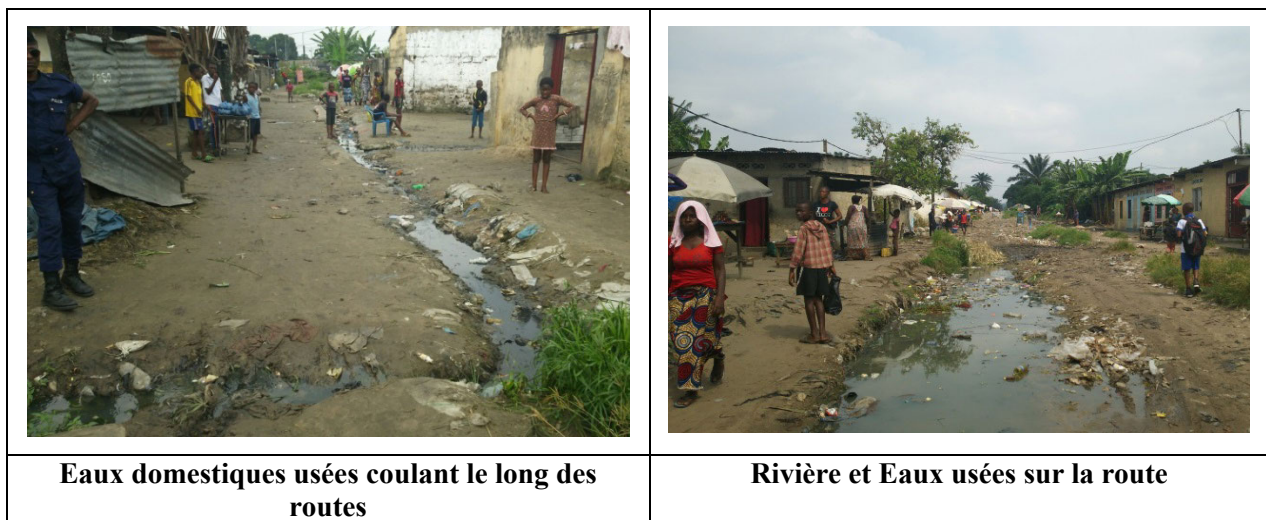 Eaux domestiques usées coulant le long des
routes
Rivière et Eaux usées sur la route